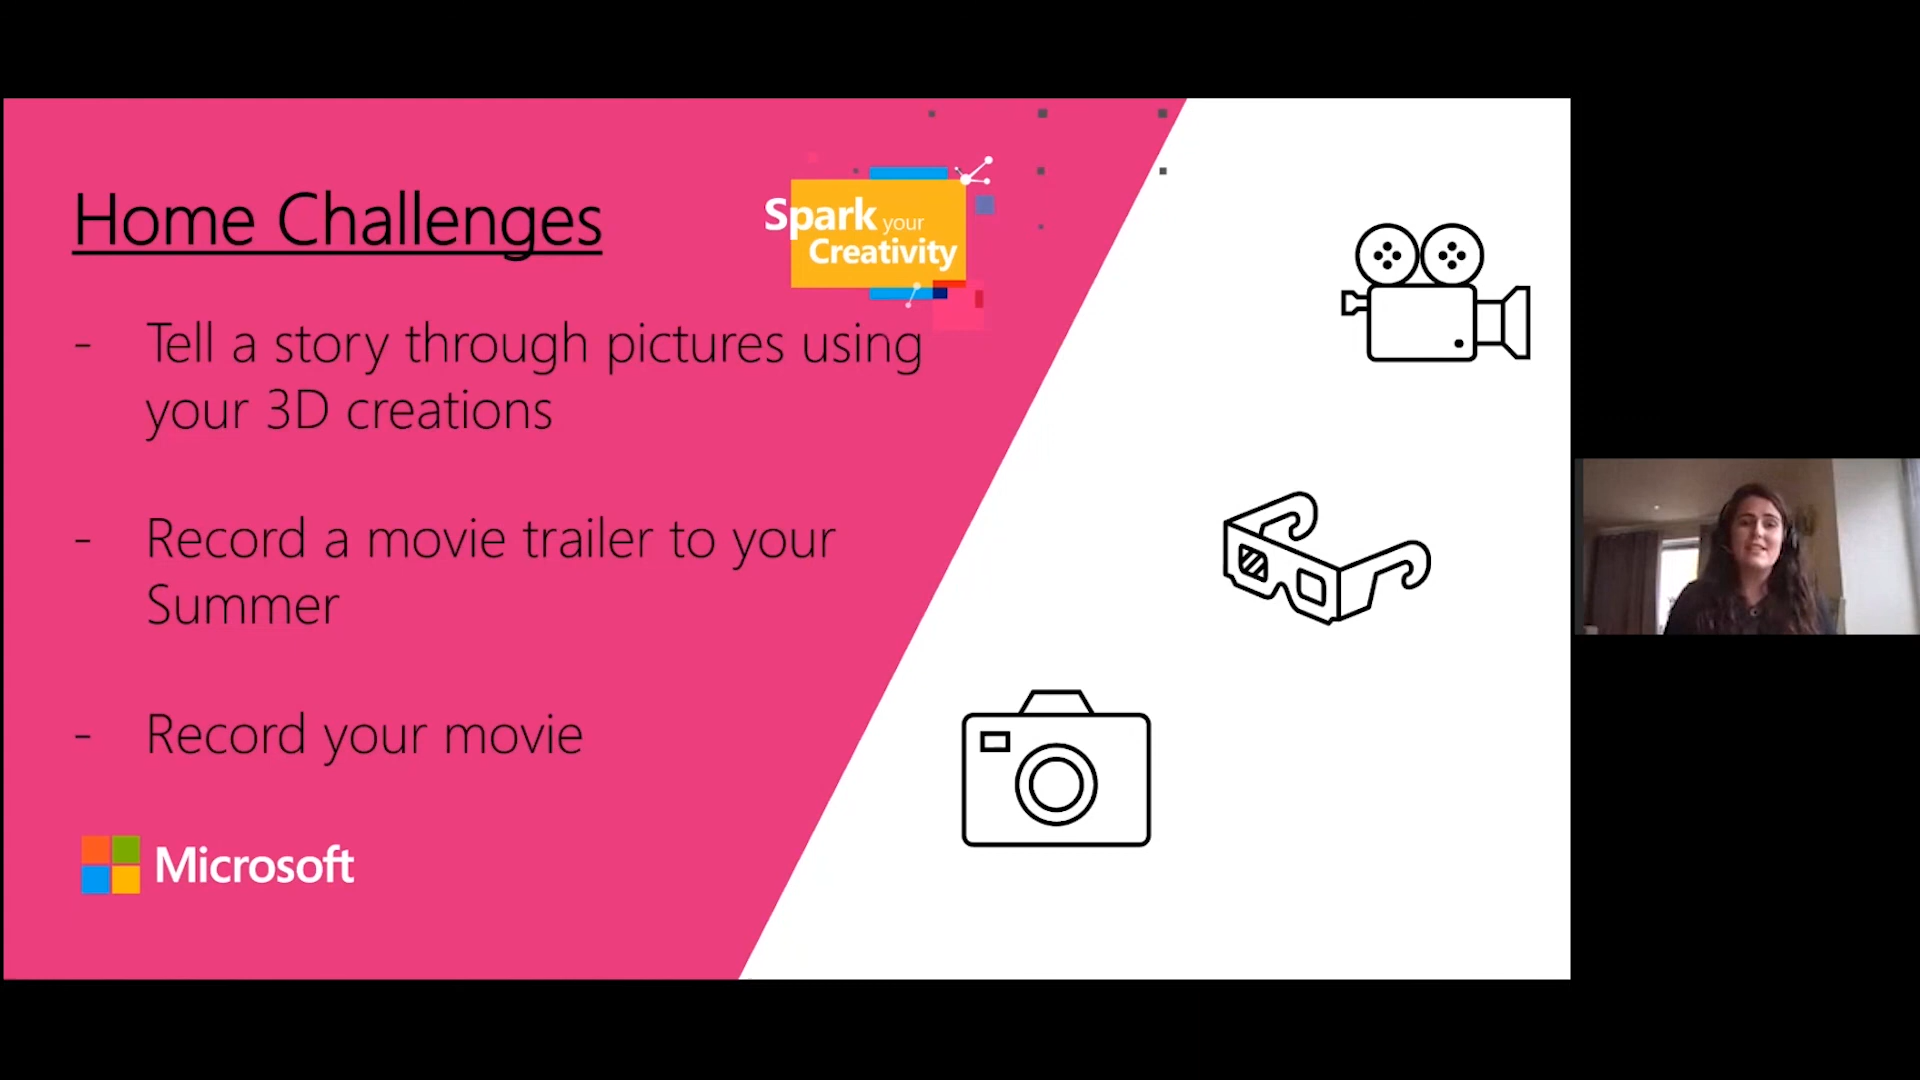 Home Challenges
Spark your
Creativity
- Tell a story through pictures using
your 3D creations
- Record a movie trailer to your
Summer
- Record your movie
Microsoft